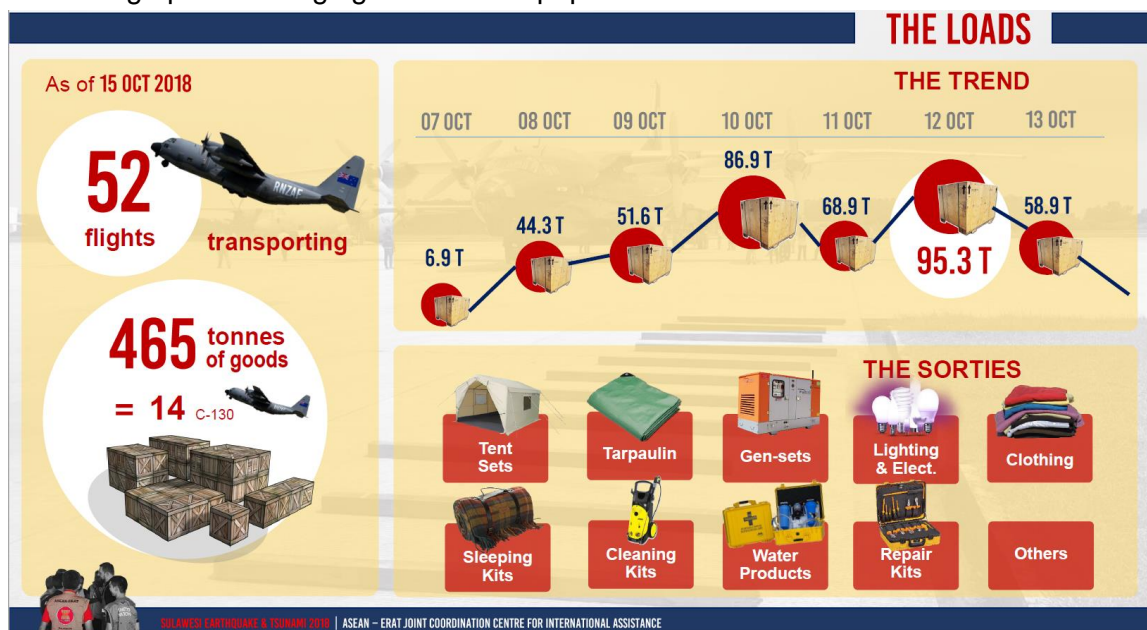 THE LOADS
As of 15 OCT 2018
52
flights
transporting
465 tonnes
of goods
= 14 C-130
RNZAF
THE TREND
07 OCT 08 OCT 09 OCT 10 OCT 11 OCT 12 OCT 13 OCT
6.9 T 44.3 T 51.6 T 86.9 T 68.9 T 95.3 T 58.9 T
THE SORTIES
Tent
Sets
Tarpaulin
Gen-sets
Lighting
& Elect.
Clothing
Sleeping
Kits
Cleaning
Kits
Water
Products
Repair
Kits
Others
SULAWESI EARTHQUAKE & TSUNAMI 2018 | ASEAN – ERAT JOINT COORDINATION CENTRE FOR INTERNATIONAL ASSISTANCE